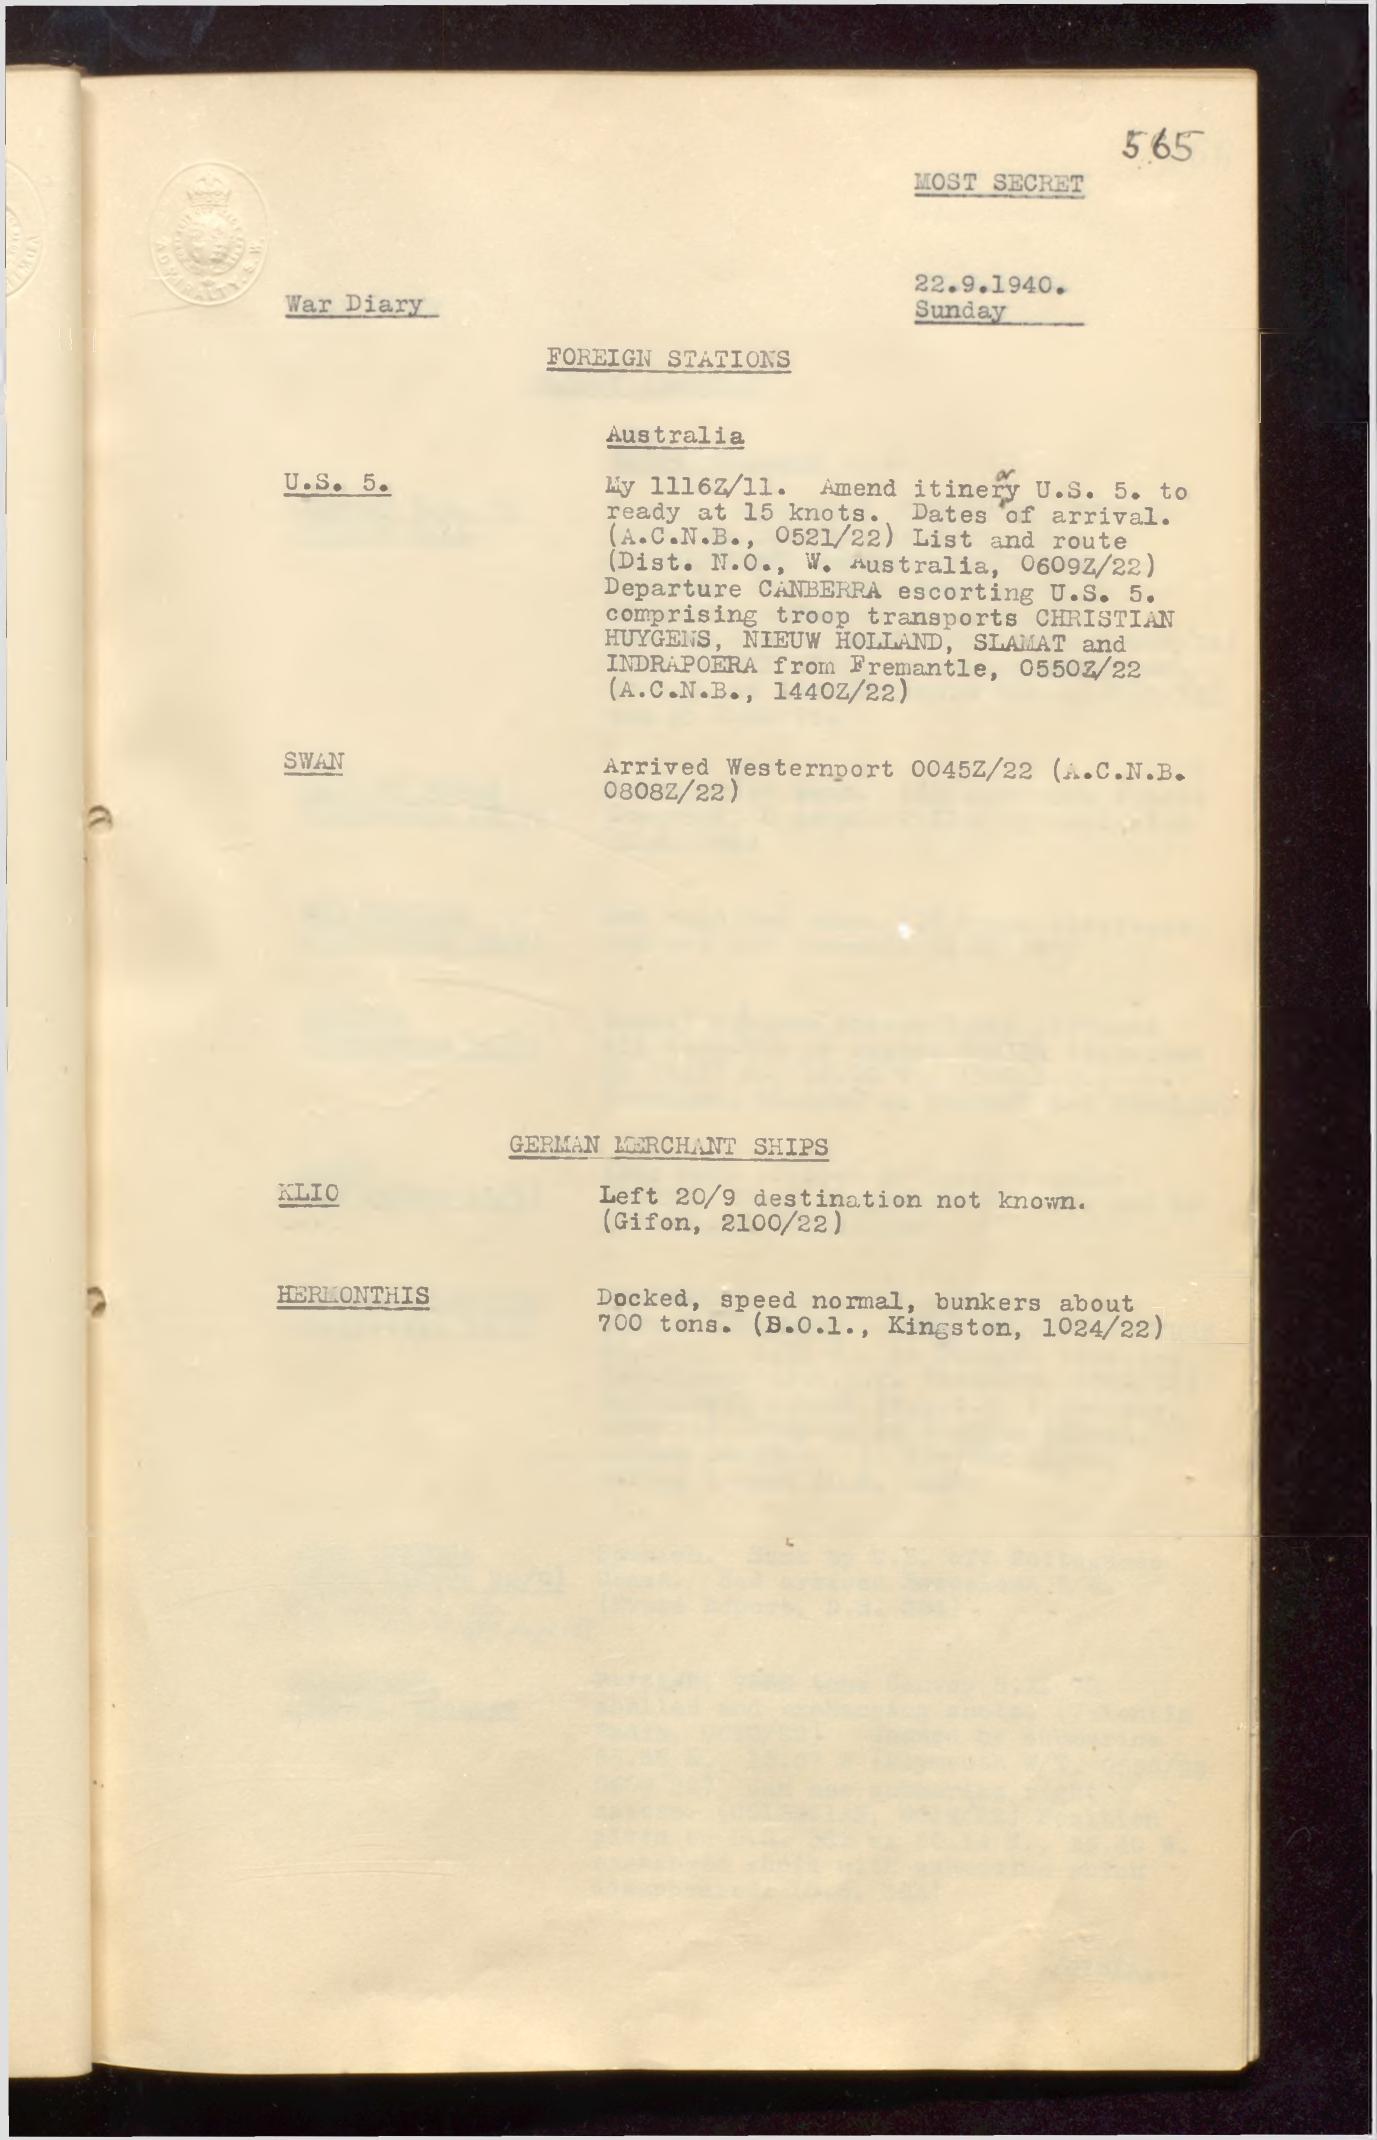 565
MOST SECRET
22.9.1940.
Sunday
ADMIRALTY.S.W.
War Diary
FOREIGN STATIONS
Australia
U.S. 5.
My 1116Z/11. Amend itinerary U.S. 5. to
ready at 15 knots. Dates of arrival.
(A.C.N.B., 0521/22) List and route
(Dist. N.O., W. Australia, 0609Z/22)
Departure CANBERRA escorting U.S. 5.
comprising troop transports CHRISTIAN
HUYGENS, NIEUW HOLLAND, SLAMAT and
INDRAPOERA from Fremantle, 0550Z/22
(A.C.N.B., 1440Z/22)
SWAN
Arrived Westernport 0045Z/22 (A.C.N.B.
0808Z/22)
GERMAN MERCHANT SHIPS
KLIO
Left 20/9 destination not known.
(Gifon, 2100/22)
HERMONTHIS
Docked, speed normal, bunkers about
700 tons. (B.O.1., Kingston, 1024/22)